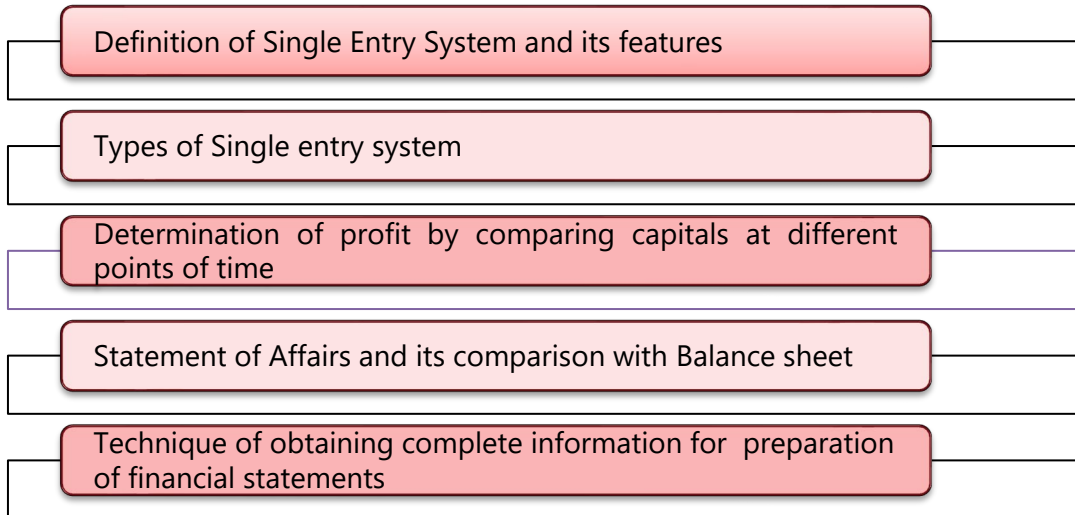 Definition of Single Entry System and its features
Types of Single entry system
Determination of profit by comparing capitals at different
points of time
Statement of Affairs and its comparison with Balance sheet
Technique of obtaining complete information for preparation
of financial statements